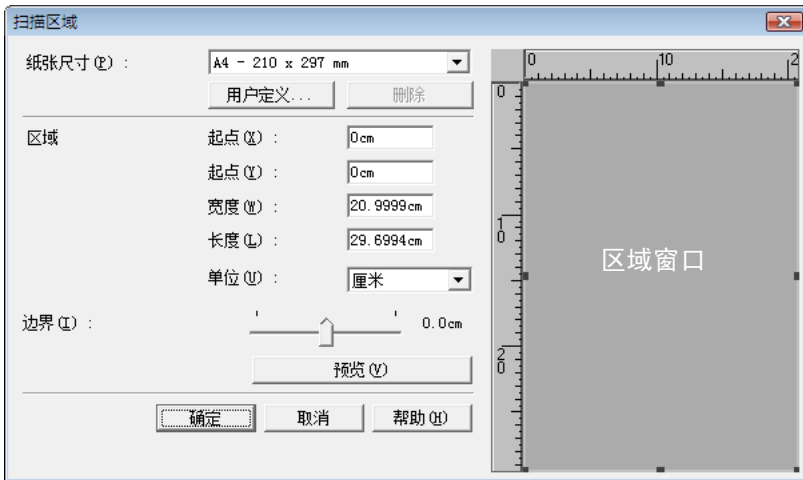 扫描区域
纸张尺寸(P)： A4 - 210 x 297 mm
用户定义... 删除
区域 起点(X)： 0cm
起点(Y)： 0cm
宽度(W)： 20.9999cm
长度(L)： 29.6994cm
单位(U)： 厘米
边界(I)： 0.0cm
预览(V)
确定 取消 帮助(H)
0 10 2
0
10
20
区域窗口